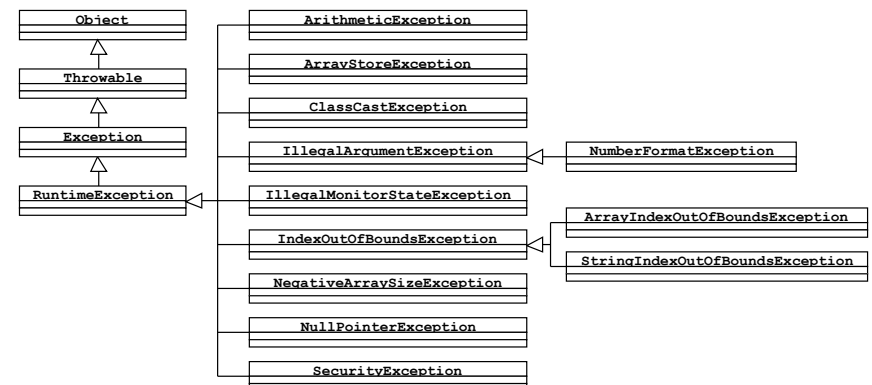 Object
Throwable
Exception
RuntimeException
ArithmeticException
ArrayStoreException
ClassCastException
IllegalArgumentException
IllegalMonitorStateException
IndexOutOfBoundsException
NegativeArraySizeException
NullPointerException
SecurityException
NumberFormatException
ArrayIndexOutOfBoundsException
StringIndexOutOfBoundsException